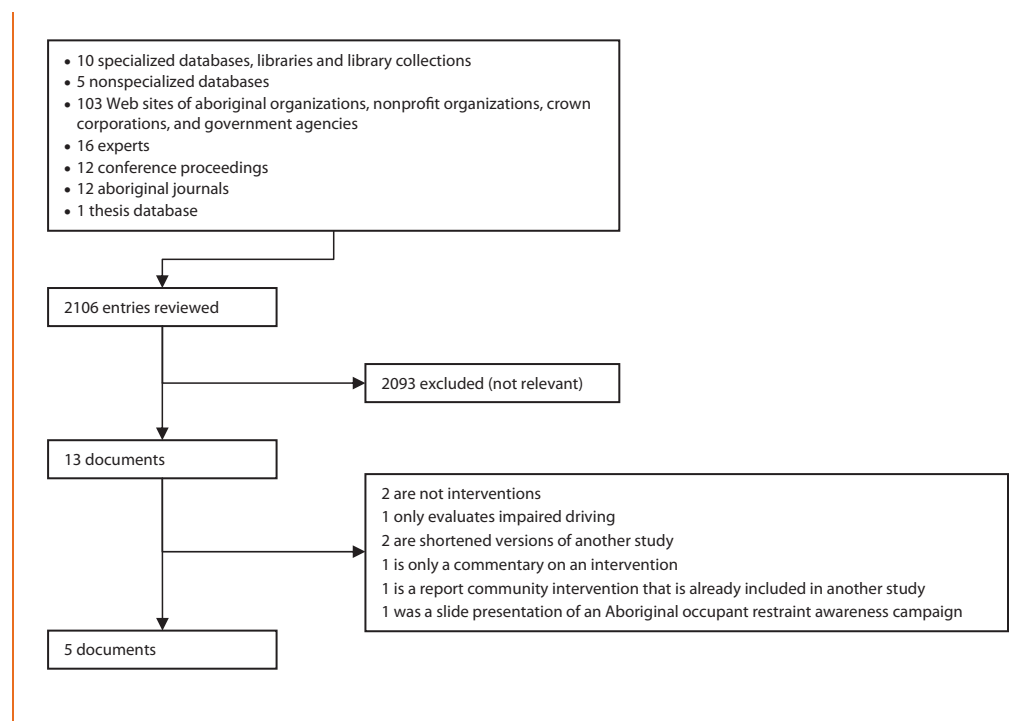 • 10 specialized databases, libraries and library collections
• 5 nonspecialized databases
• 103 Web sites of aboriginal organizations, nonprofit organizations, crown
corporations, and government agencies
• 16 experts
• 12 conference proceedings
• 12 aboriginal journals
• 1 thesis database
2106 entries reviewed
2093 excluded (not relevant)
13 documents
2 are not interventions
1 only evaluates impaired driving
2 are shortened versions of another study
1 is only a commentary on an intervention
1 is a report community intervention that is already included in another study
1 was a slide presentation of an Aboriginal occupant restraint awareness campaign
5 documents